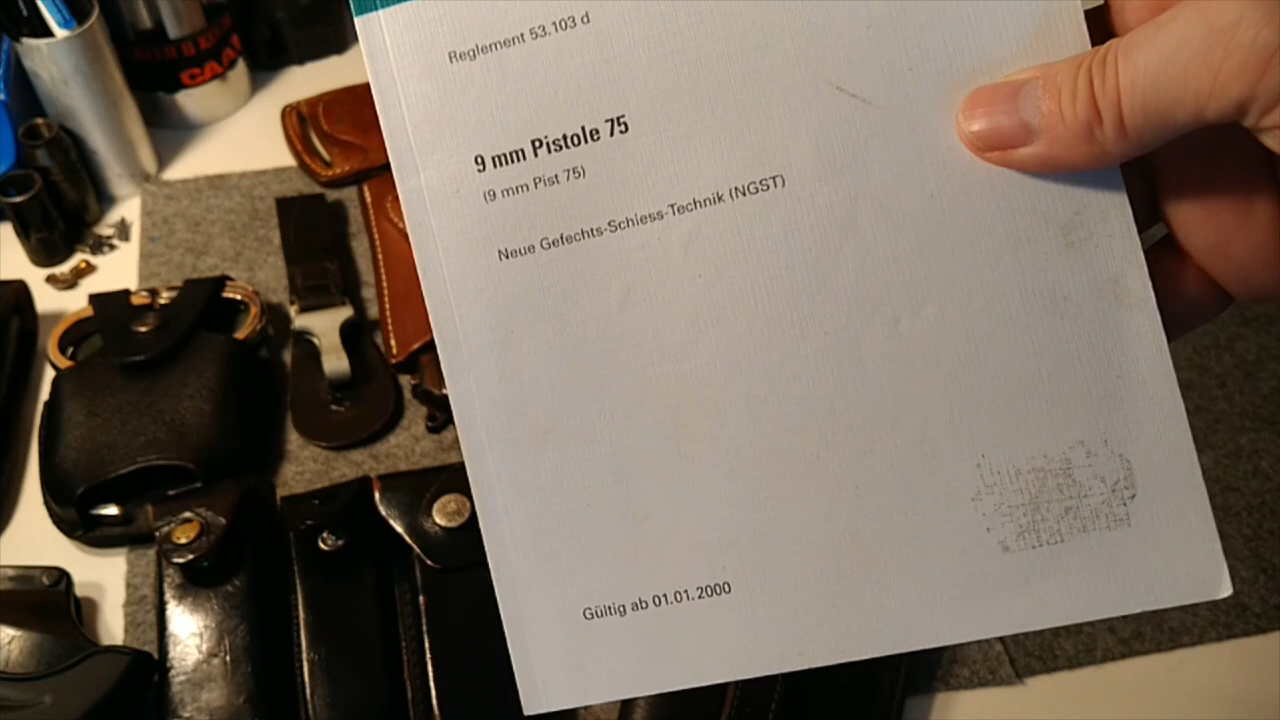 Reglement 53.103 d
9 mm Pistole 75
(9 mm Pist 75)
Neue Gefechts-Schiess-Technik (NGST)
Gültig ab 01.01.2000
CAA